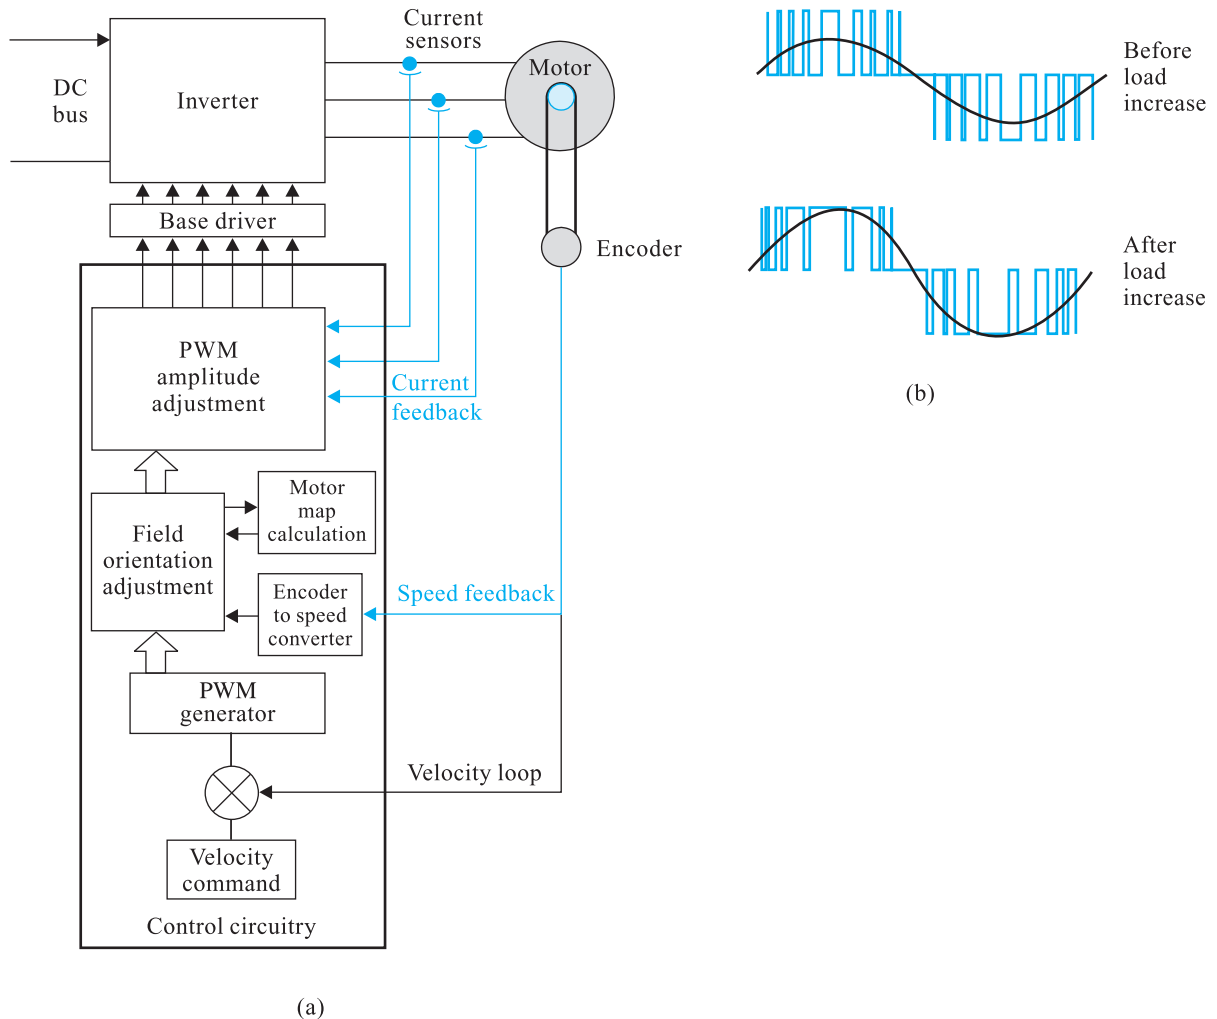 Current
sensors
Motor
DC
bus
Inverter
Base driver
Encoder
PWM
amplitude
adjustment
Current
feedback
Motor
map
calculation
Field
orientation
adjustment
Encoder
to speed
converter
Speed feedback
PWM
generator
Velocity loop
Velocity
command
Control circuitry
(a)
Before
load
increase
After
load
increase
(b)